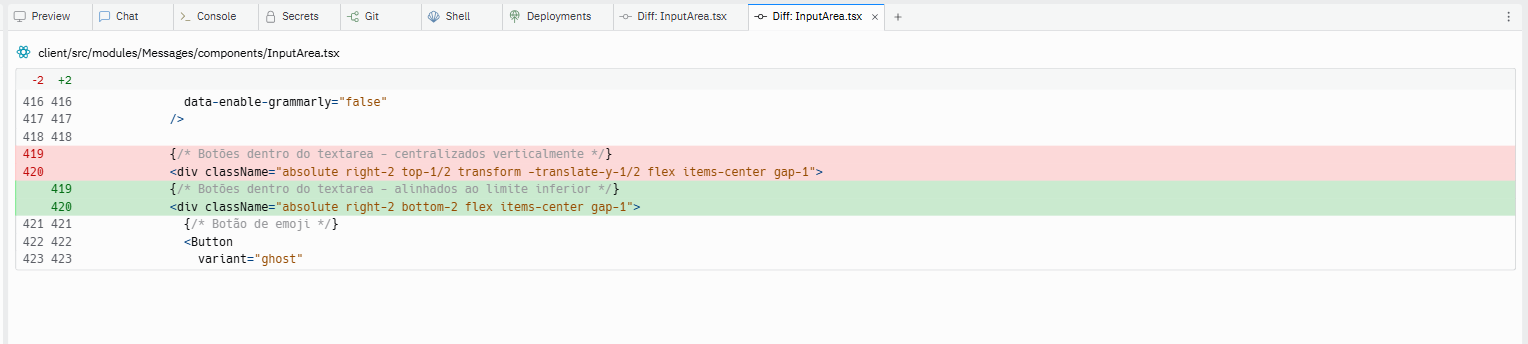 Preview Chat Console Secrets Git Shell Deployments Diff: InputArea.tsx Diff: InputArea.tsx × +
client/src/modules/Messages/components/InputArea.tsx
-2 +2
416 416 data-enable-grammarly="false"
417 417 />
418 418
419 {/* Botões dentro do textarea - centralizados verticalmente */}
420 <div className="absolute right-2 top-1/2 transform -translate-y-1/2 flex items-center gap-1">
419 {/* Botões dentro do textarea - alinhados ao limite inferior */}
420 <div className="absolute right-2 bottom-2 flex items-center gap-1">
421 421 {/* Botão de emoji */}
422 422 <Button
423 423 variant="ghost"